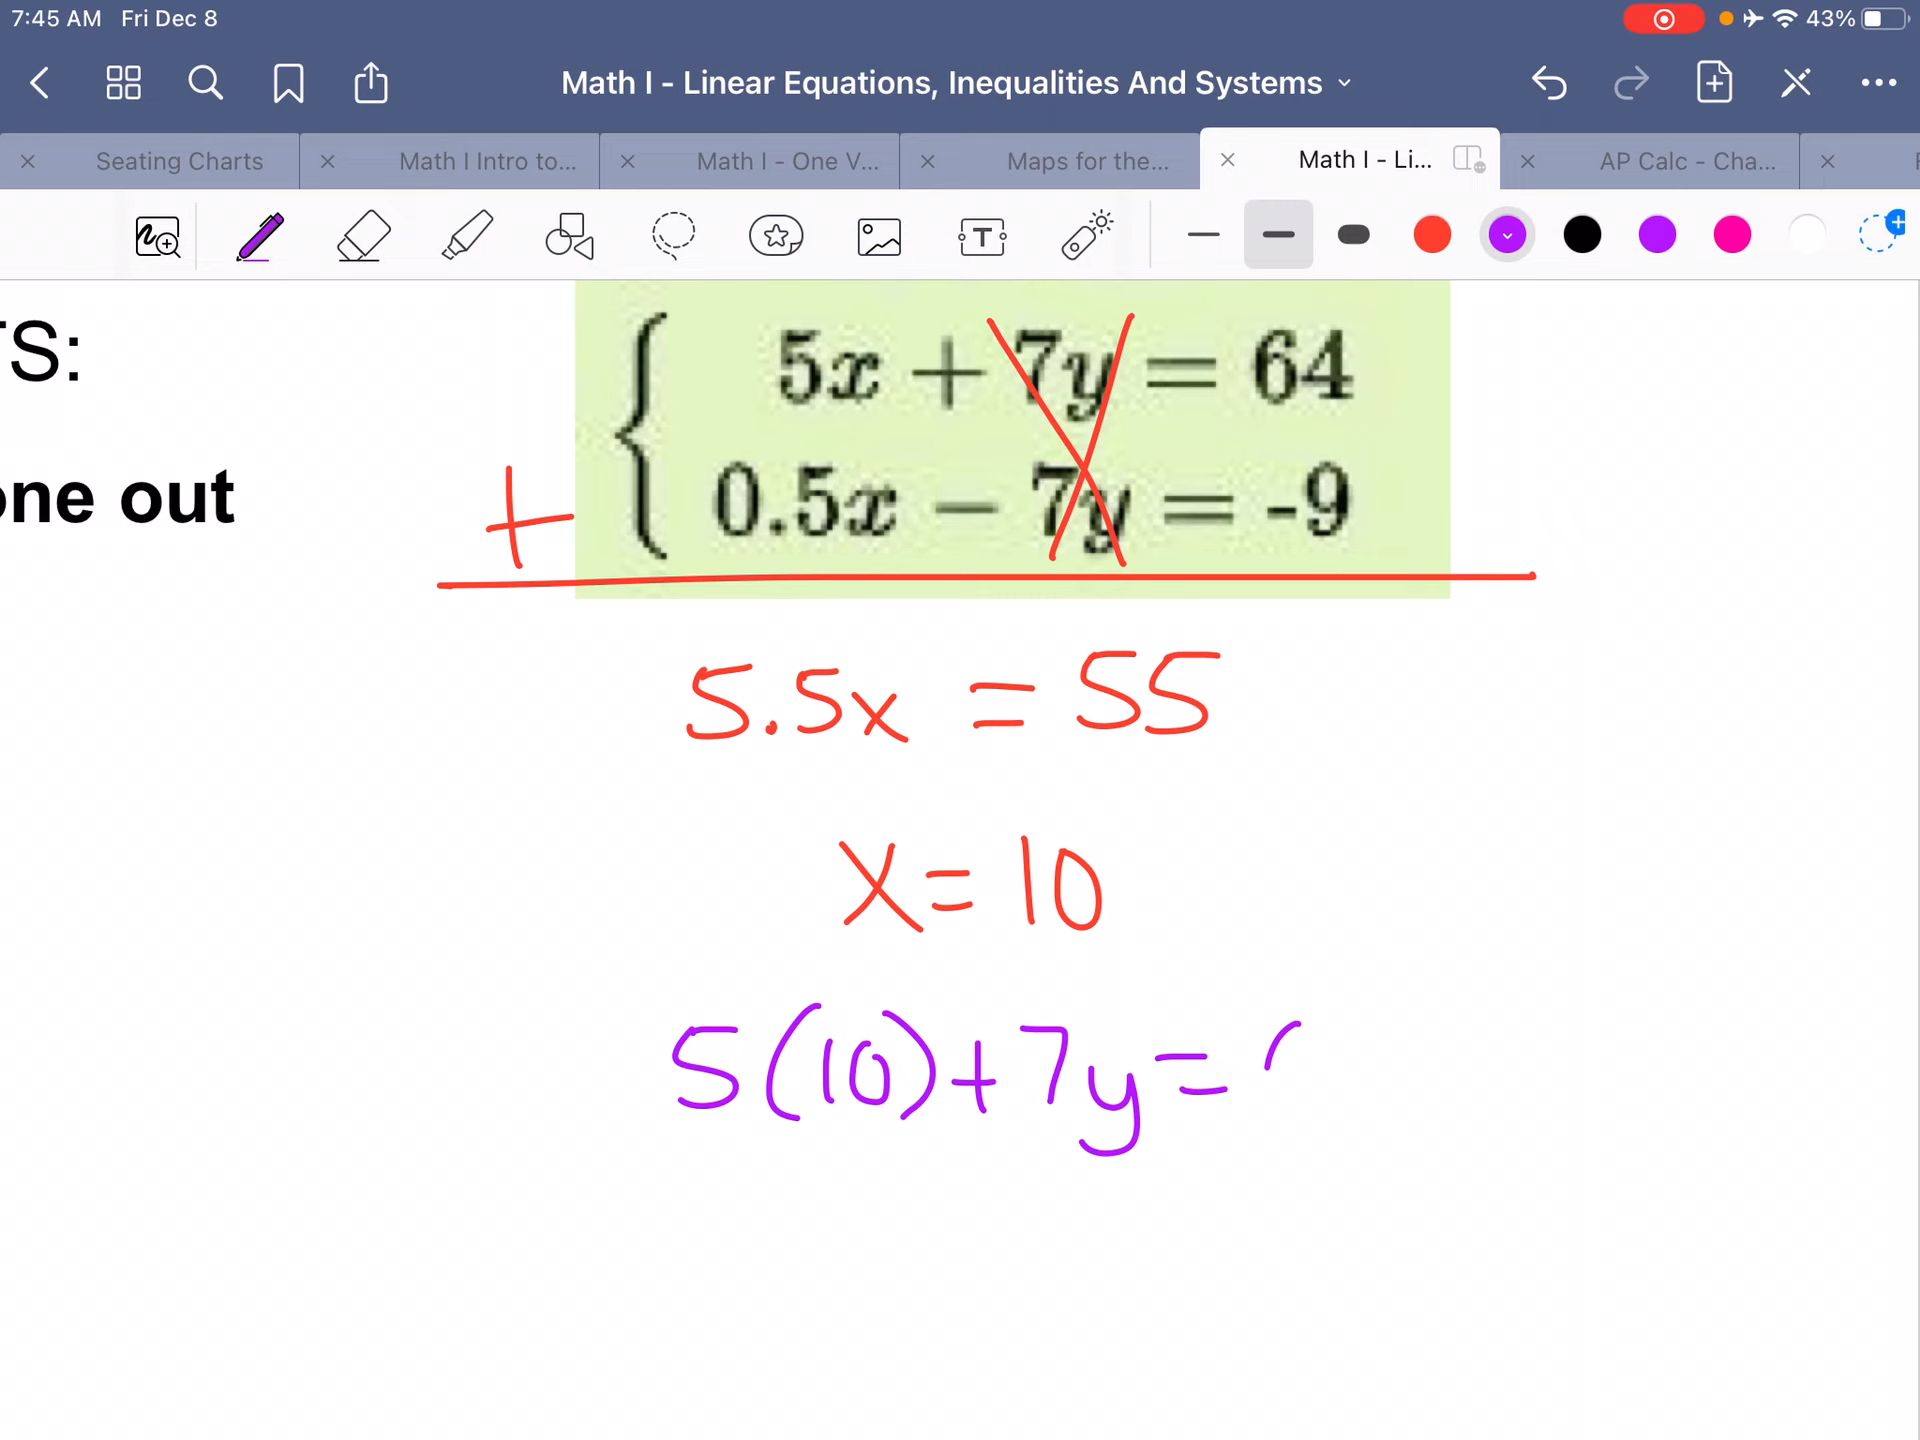 7:45 AM Fri Dec 8 43%
Math I - Linear Equations, Inequalities And Systems
Seating Charts Math I Intro to... Math I - One V... Maps for the... Math I - Li... AP Calc - Cha...
TS:
one out
5x + 7y = 64
0.5x − 7y = -9
+
5.5x = 55
x = 10
5(10)+7y=